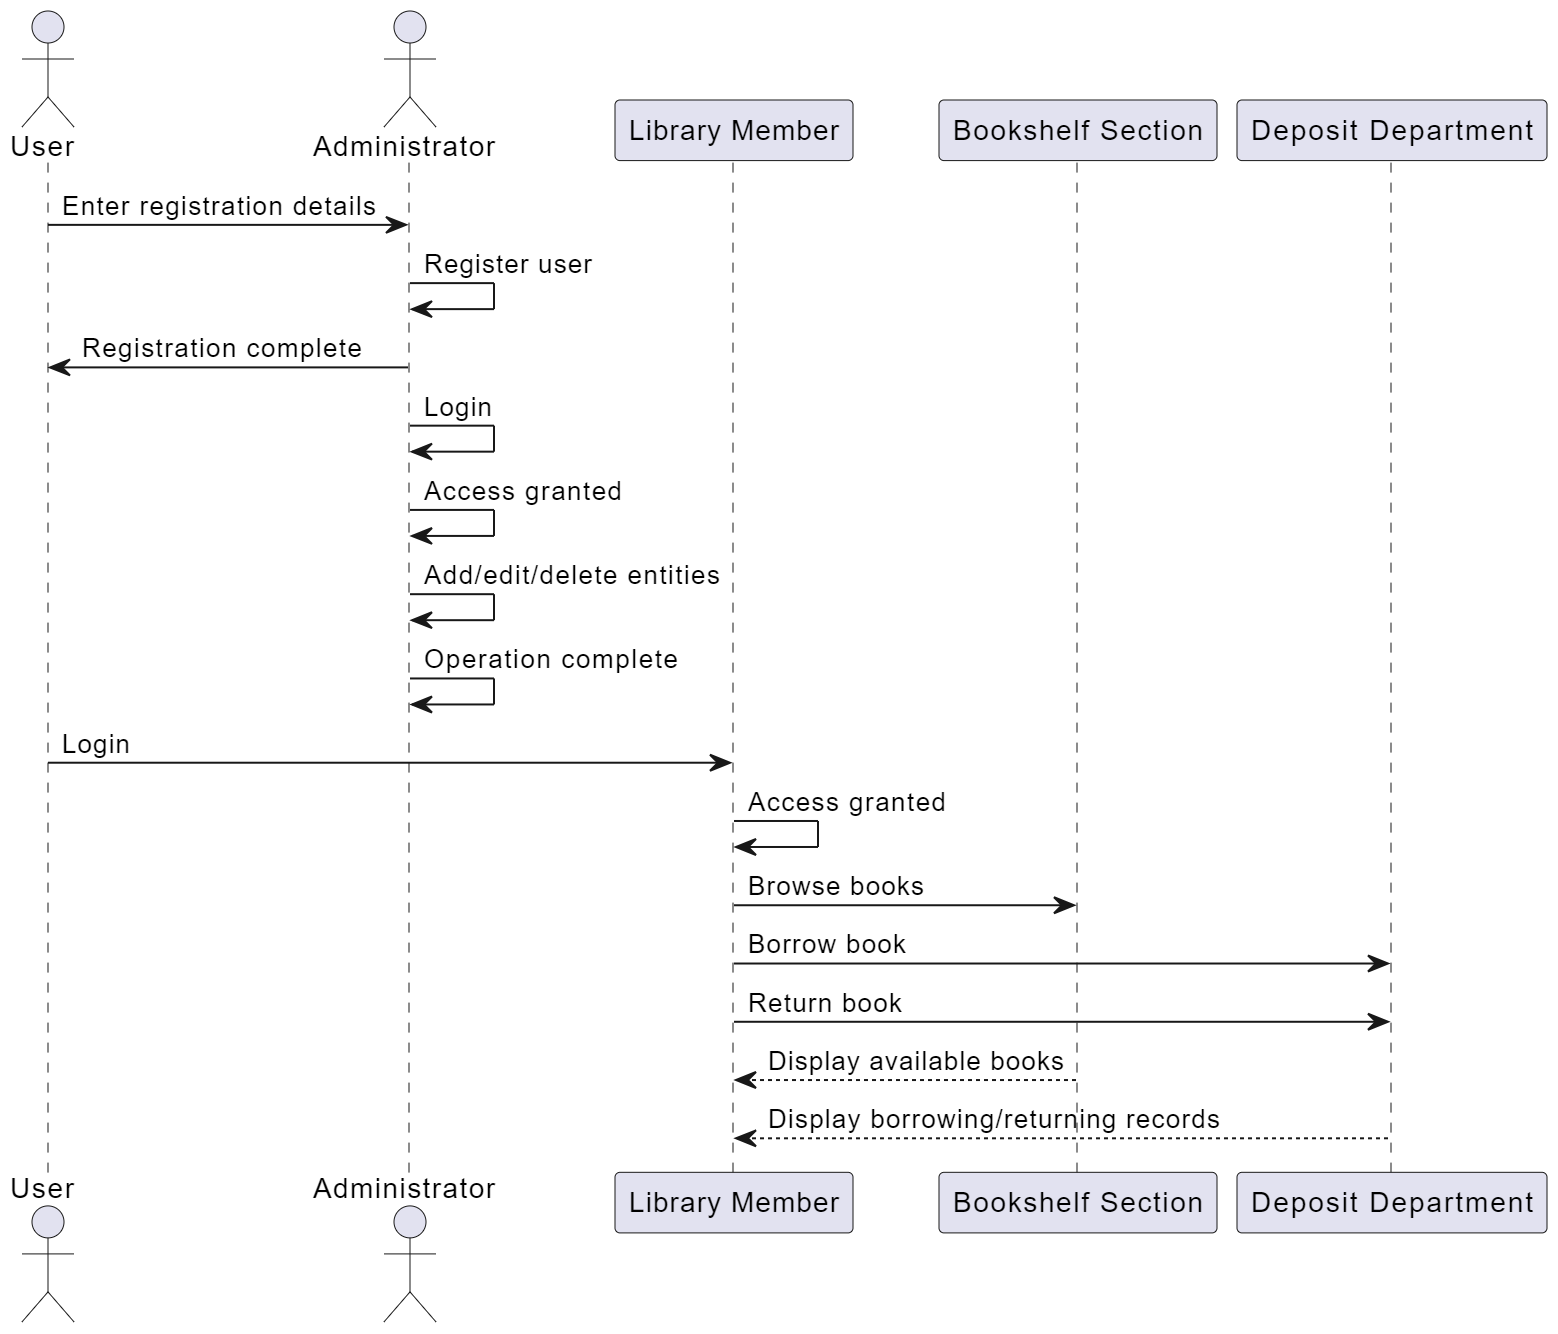 User
Administrator
Library Member
Bookshelf Section
Deposit Department
Enter registration details
Register user
Registration complete
Login
Access granted
Add/edit/delete entities
Operation complete
Login
Access granted
Browse books
Borrow book
Return book
Display available books
Display borrowing/returning records
User
Administrator
Library Member
Bookshelf Section
Deposit Department